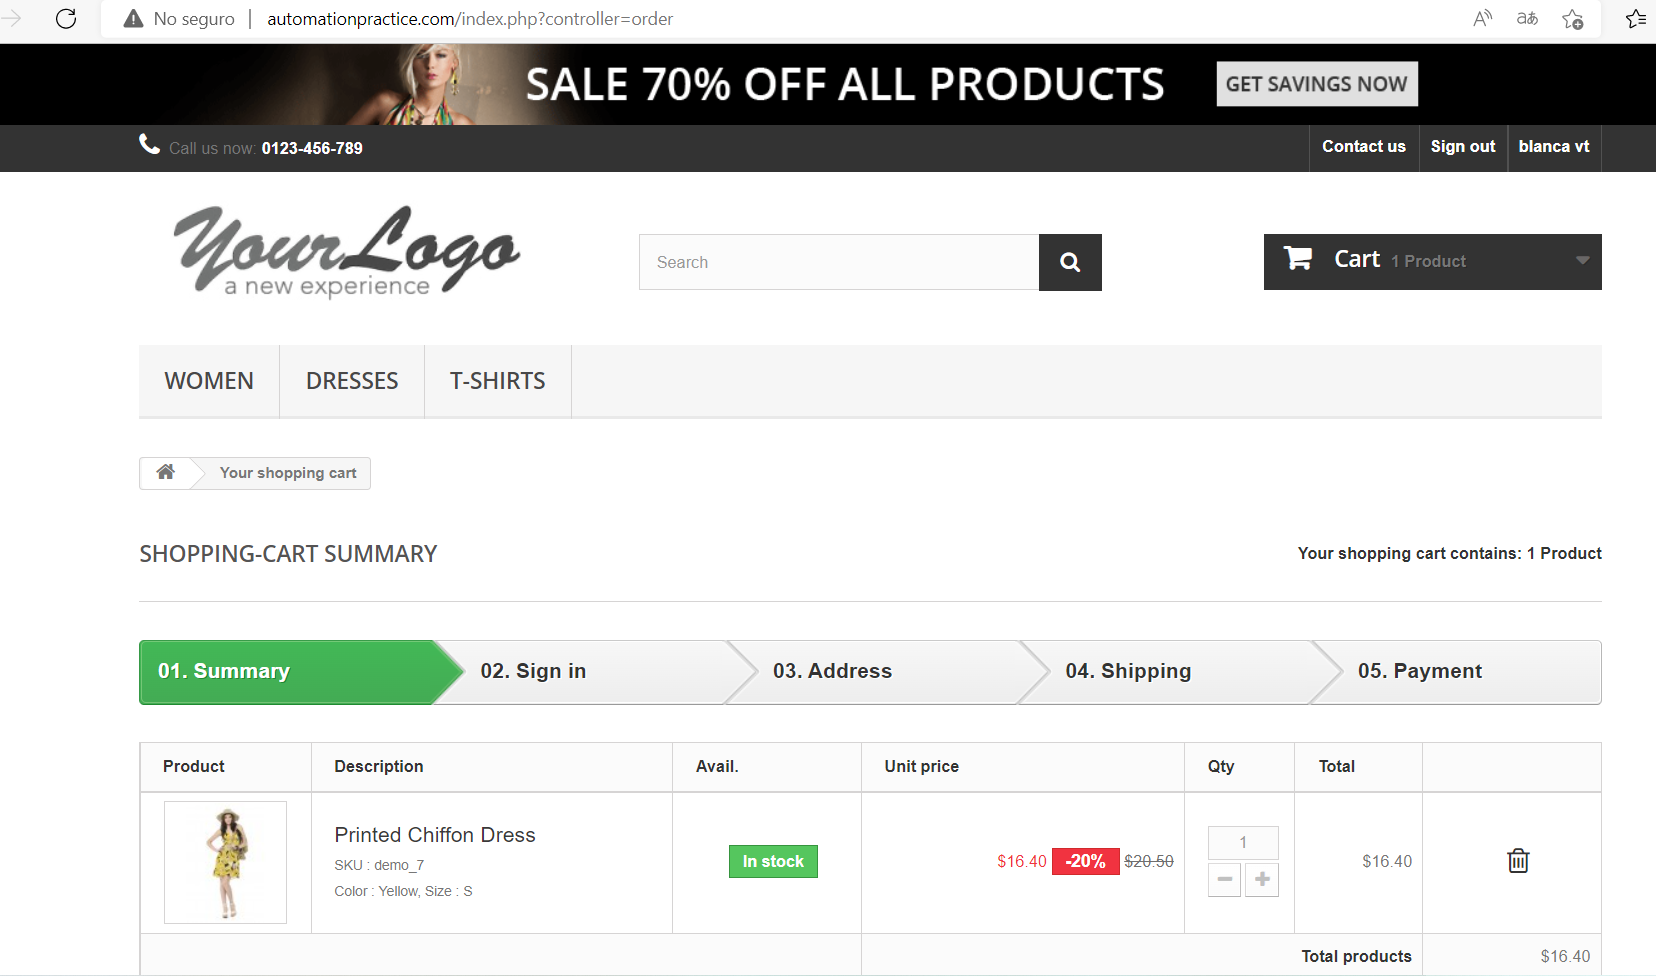 No seguro | automationpractice.com/index.php?controller=order
SALE 70% OFF ALL PRODUCTS GET SAVINGS NOW
Call us now: 0123-456-789 Contact us Sign out blanca vt
YourLogo
a new experience
Search
Cart 1 Product
WOMEN DRESSES T-SHIRTS
Your shopping cart
SHOPPING-CART SUMMARY Your shopping cart contains: 1 Product
01. Summary 02. Sign in 03. Address 04. Shipping 05. Payment
Product Description Avail. Unit price Qty Total
Printed Chiffon Dress
SKU : demo_7
Color : Yellow, Size : S
In stock
$16.40 -20% $20.50
1
$16.40
Total products $16.40